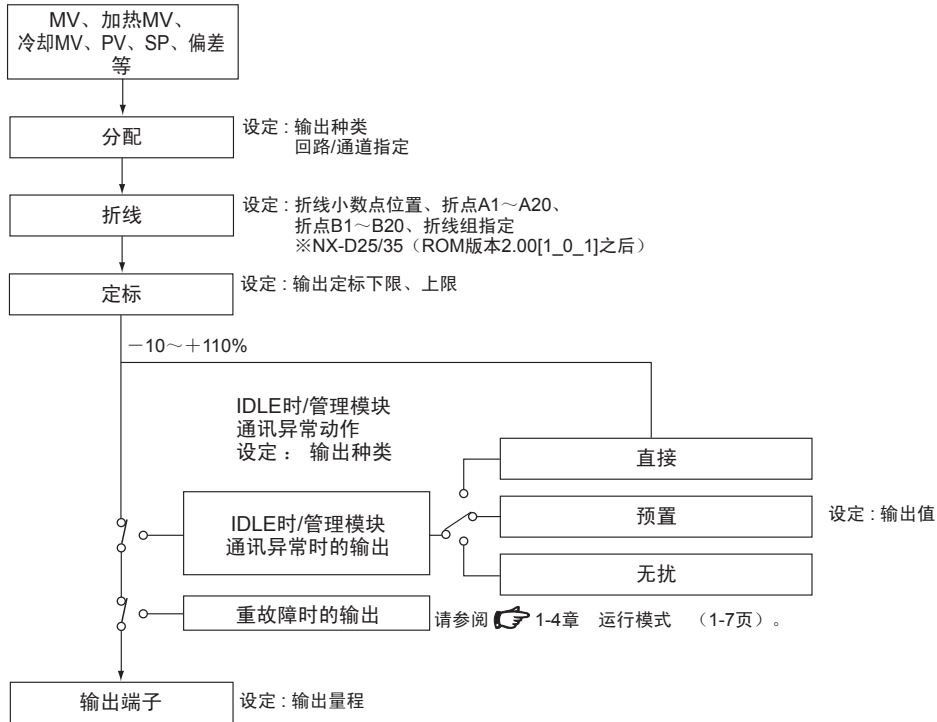 MV、加热MV、
冷却MV、PV、SP、偏差
等
分配
设定 : 输出种类
回路/通道指定
折线
设定 : 折线小数点位置、折点A1～A20、
折点B1～B20、折线组指定
※NX-D25/35（ROM版本2.00[1_0_1]之后）
定标
设定 : 输出定标下限、上限
－10～＋110%
IDLE时/管理模块
通讯异常动作
设定 ： 输出种类
直接
IDLE时/管理模块
通讯异常时的输出
预置
设定 : 输出值
无扰
重故障时的输出
请参阅 1-4章　运行模式　（1-7页）。
输出端子
设定 : 输出量程